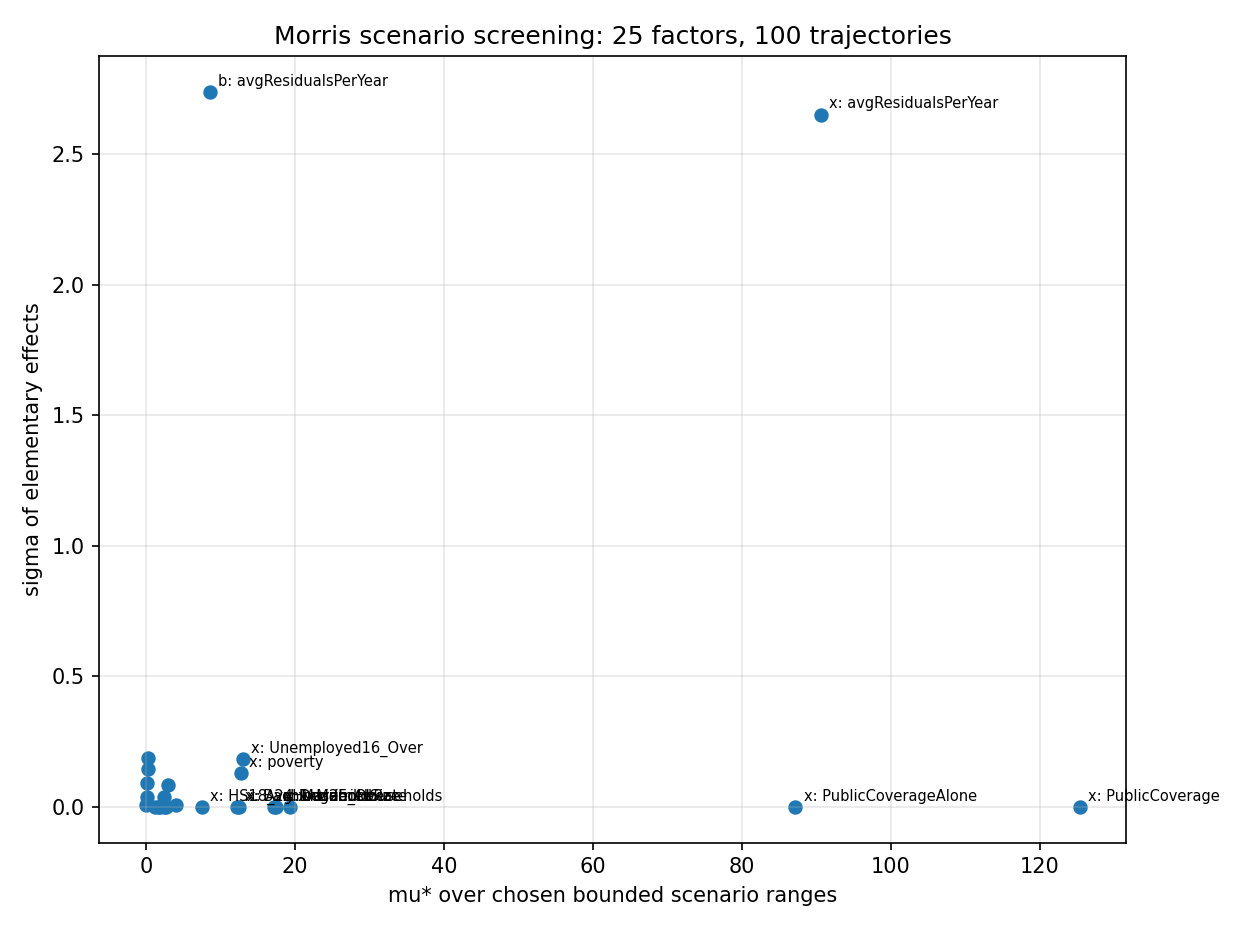 Morris scenario screening: 25 factors, 100 trajectories
b: avgResidualsPerYear
x: avgResidualsPerYear
2.5
2.0
1.5
1.0
0.5
0.0
sigma of elementary effects
x: Unemployed16_Over
x: poverty
x: HS18_24
x: PublicCoverageAlone
x: PublicCoverage
0
20
40
60
80
100
120
mu* over chosen bounded scenario ranges